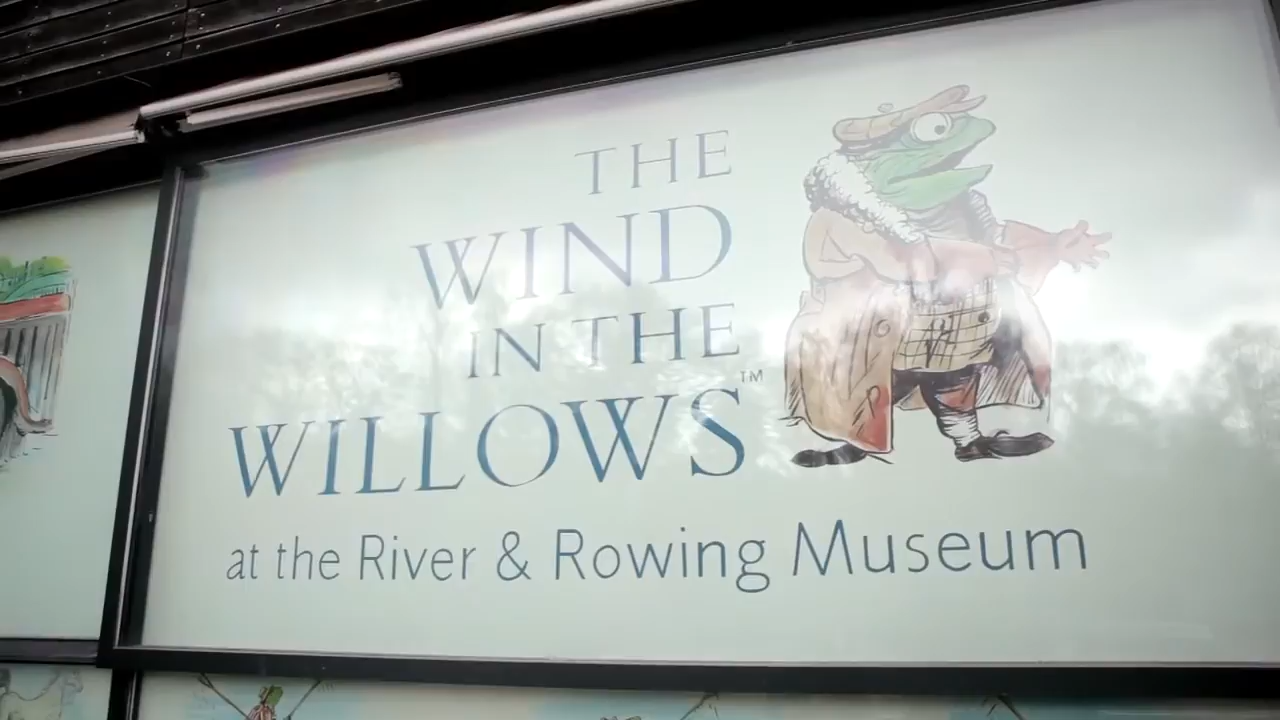 THE
WIND
IN THE
WILLOWS™
at the River & Rowing Museum